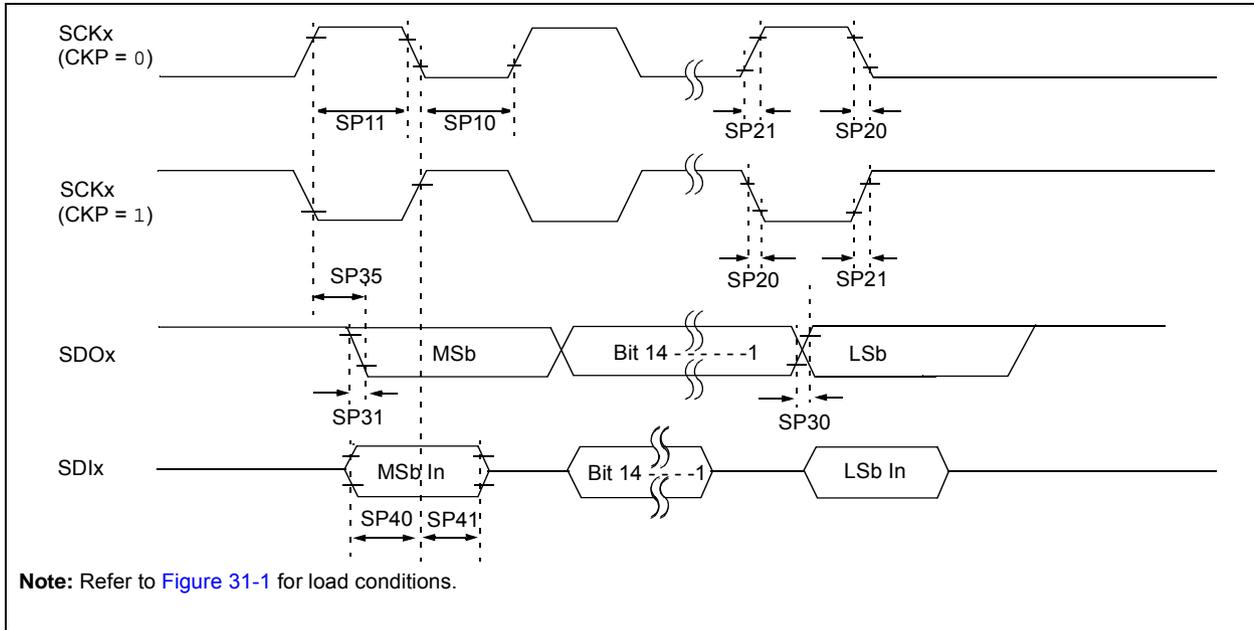 SCKx
(CKP = 0)
SP11
SP10
SP21
SP20
SCKx
(CKP = 1)
SP35
SP20
SP21
SDOx
MSb
Bit 14 - - - - - -1
LSb
SP31
SP30
SDIx
MSb In
Bit 14 - - - -1
LSb In
SP40
SP41
Note: Refer to Figure 31-1 for load conditions.